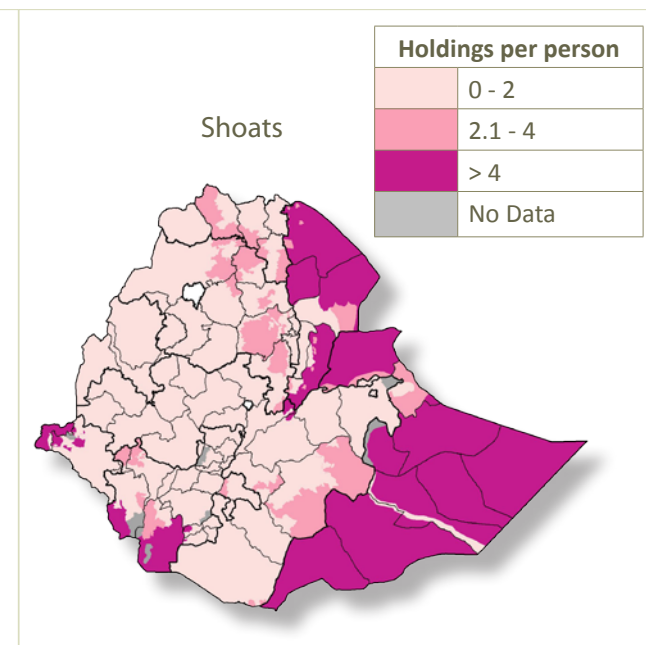 Holdings per person
0 - 2
2.1 - 4
> 4
No Data
Shoats